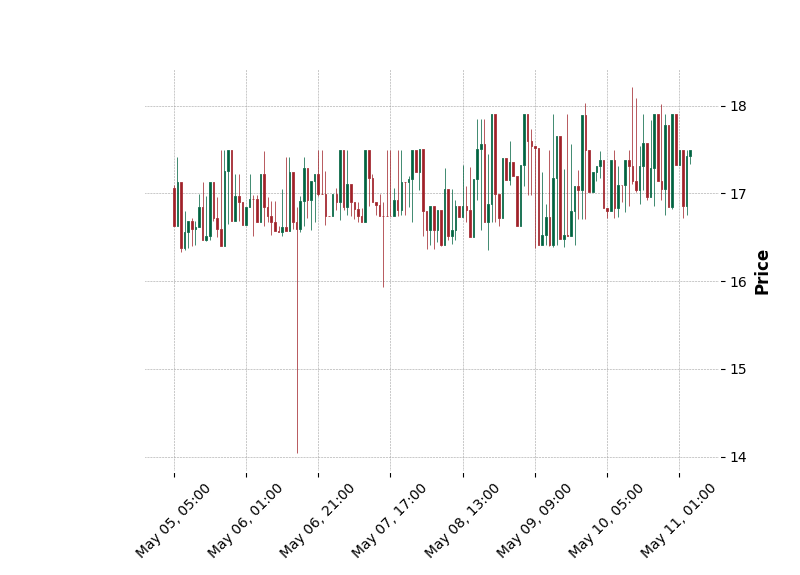 18
17
16
15
14
Price
May 05, 05:00
May 06, 01:00
May 06, 21:00
May 07, 17:00
May 08, 13:00
May 09, 09:00
May 10, 05:00
May 11, 01:00